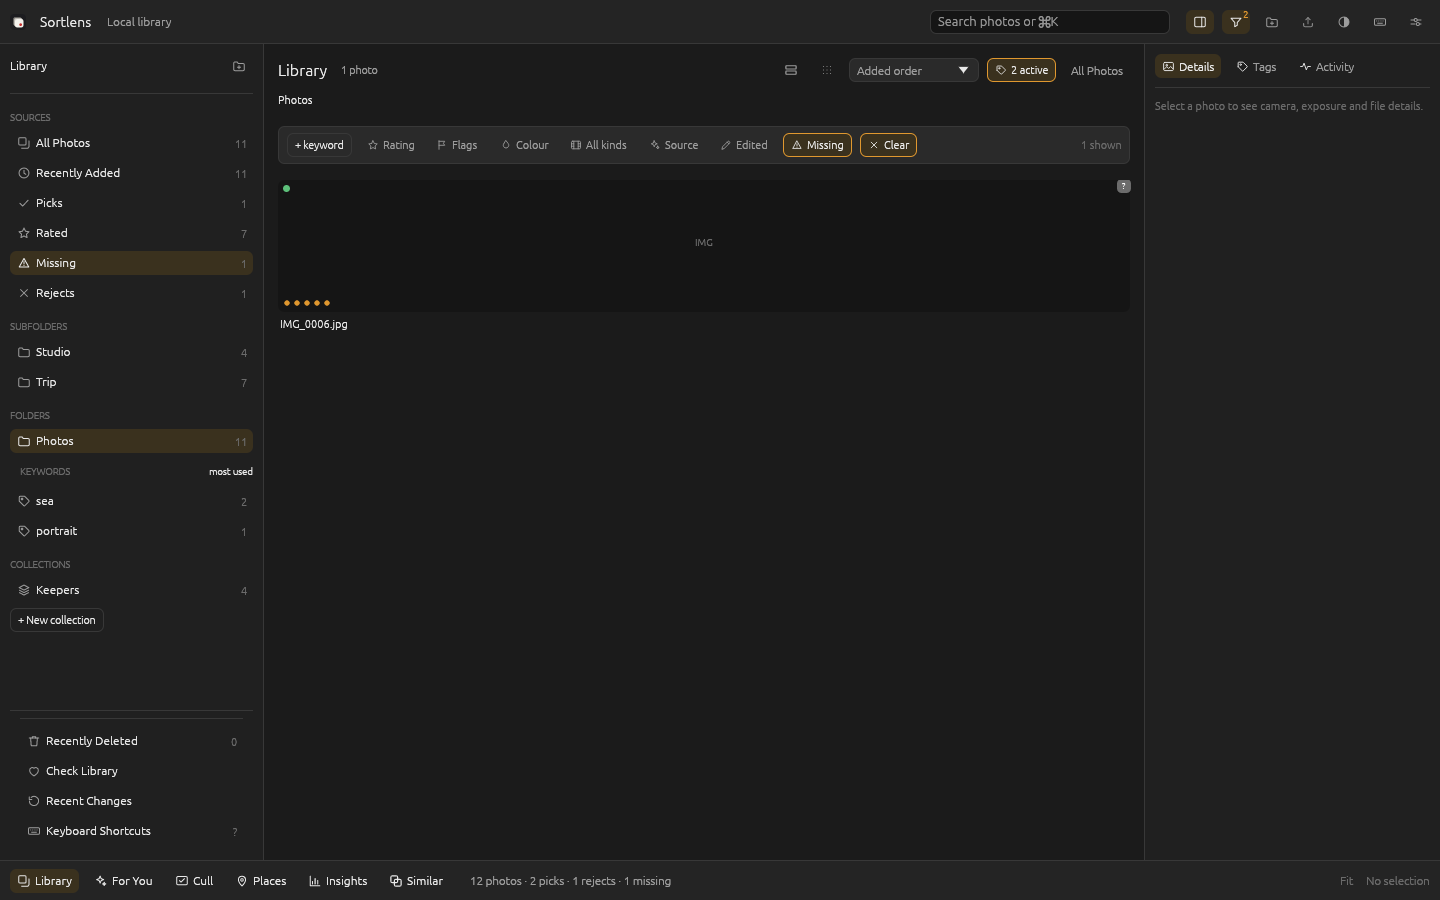 Sortlens Local library Search photos or ⌘K 2
Library
SOURCES
All Photos 11
Recently Added 11
Picks 1
Rated 7
Missing 1
Rejects 1
SUBFOLDERS
Studio 4
Trip 7
FOLDERS
Photos 11
KEYWORDS most used
sea 2
portrait 1
COLLECTIONS
Keepers 4
+ New collection
Recently Deleted 0
Check Library
Recent Changes
Keyboard Shortcuts ?
Library 1 photo Added order 2 active All Photos
Photos
+ keyword Rating Flags Colour All kinds Source Edited Missing Clear 1 shown
?
IMG
IMG_0006.jpg
Details Tags Activity
Select a photo to see camera, exposure and file details.
Library For You Cull Places Insights Similar 12 photos · 2 picks · 1 rejects · 1 missing Fit No selection